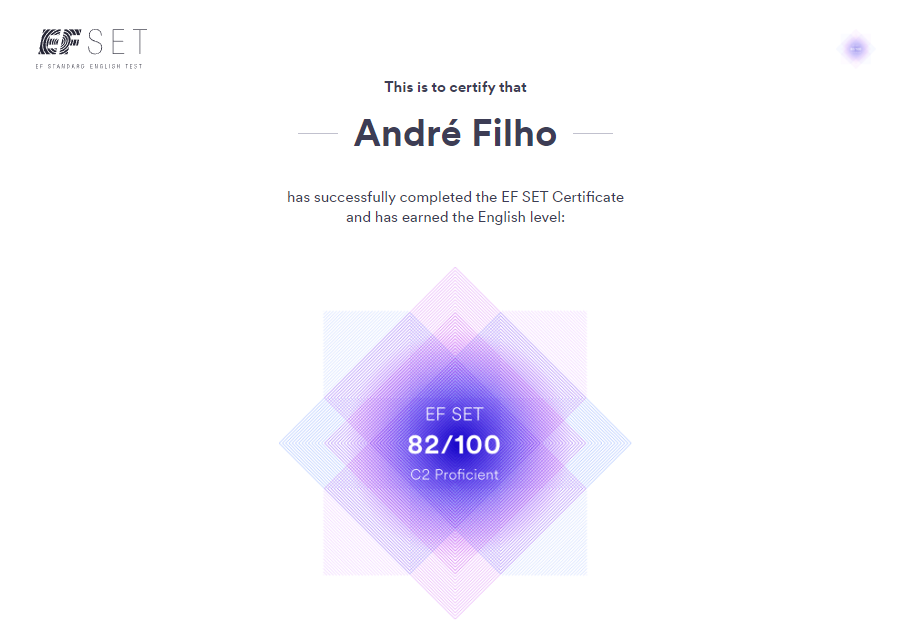 EF SET
EF STANDARD ENGLISH TEST
This is to certify that
André Filho
has successfully completed the EF SET Certificate
and has earned the English level:
EF SET
82/100
C2 Proficient